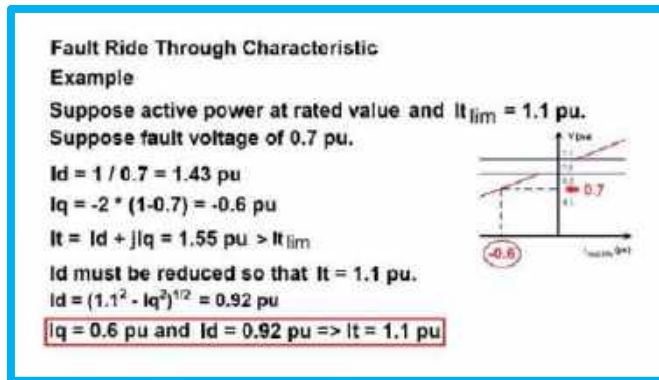 Fault Ride Through Characteristic
Example
Suppose active power at rated value and It lim = 1.1 pu.
Suppose fault voltage of 0.7 pu.
Id = 1 / 0.7 = 1.43 pu
Iq = -2 * (1-0.7) = -0.6 pu
It = Id + jIq = 1.55 pu > It lim
Id must be reduced so that It = 1.1 pu.
Id = (1.1² - Iq²)^1/2 = 0.92 pu
Iq = 0.6 pu and Id = 0.92 pu => It = 1.1 pu
0.7
-0.6